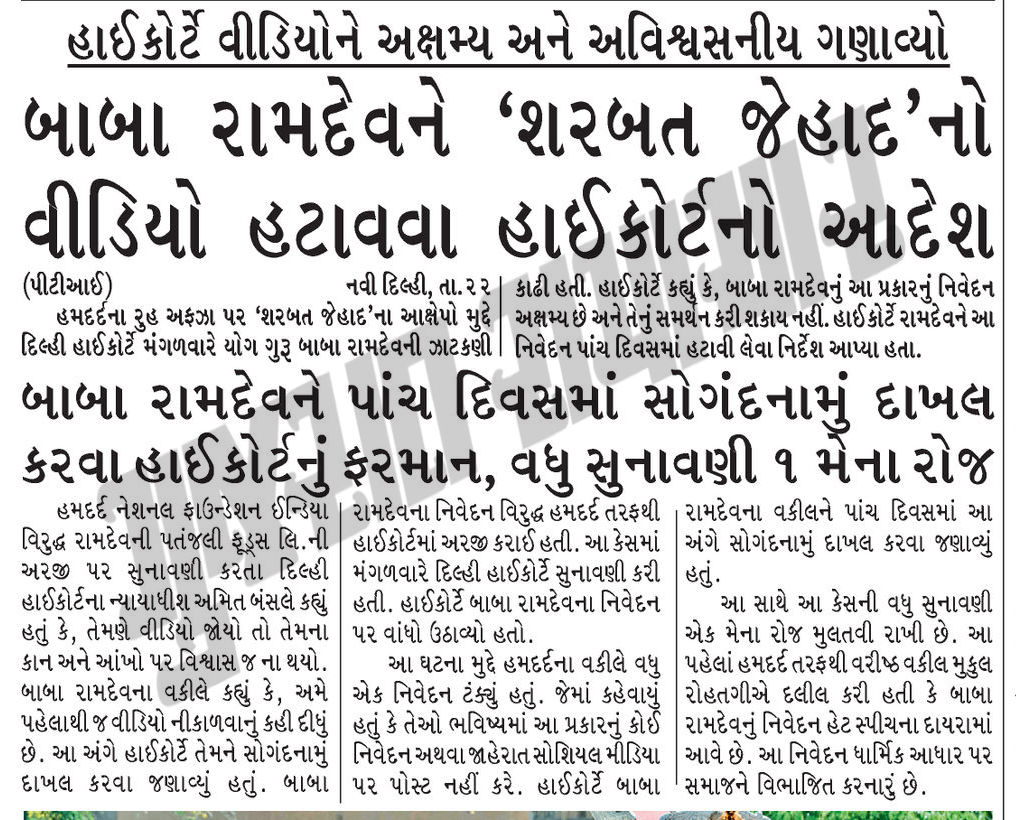 હાઈકોર્ટે વીડિયોને અક્ષમ્ય અને અવિશ્વસનીય ગણાવ્યો
બાબા રામદેવને ‘શરબત જેહાદ’નો
વીડિયો હટાવવા હાઈકોર્ટનો આદેશ
(પીટીઆઈ) નવી દિલ્હી, તા.૨૨
હમદર્દના રુહ અફઝા પર ‘શરબત જેહાદ’ના આક્ષેપો મુદ્દે
દિલ્હી હાઈકોર્ટે મંગળવારે યોગ ગુરૂ બાબા રામદેવની ઝાટકણી
કાઢી હતી. હાઈકોર્ટે કહ્યું કે, બાબા રામદેવનું આ પ્રકારનું નિવેદન
અક્ષમ્ય છે અને તેનું સમર્થન કરી શકાય નહીં. હાઈકોર્ટે રામદેવને આ
નિવેદન પાંચ દિવસમાં હટાવી લેવા નિર્દેશ આપ્યા હતા.
બાબા રામદેવને પાંચ દિવસમાં સોગંદનામું દાખલ
કરવા હાઈકોર્ટનું ફરમાન, વધુ સુનાવણી ૧ મેના રોજ
હમદર્દ નેશનલ ફાઉન્ડેશન ઈન્ડિયા
વિરુદ્ધ રામદેવની પતંજલી ફૂડ્સ લિ.ની
અરજી પર સુનાવણી કરતા દિલ્હી
હાઈકોર્ટના ન્યાયાધીશ અમિત બંસલે કહ્યું
હતું કે, તેમણે વીડિયો જોયો તો તેમના
કાન અને આંખો પર વિશ્વાસ જ ના થયો.
બાબા રામદેવના વકીલે કહ્યું કે, અમે
પહેલાથી જ વીડિયો નીકાળવાનું કહી દીધું
છે. આ અંગે હાઈકોર્ટે તેમને સોગંદનામું
દાખલ કરવા જણાવ્યું હતું. બાબા
રામદેવના નિવેદન વિરુદ્ધ હમદર્દ તરફથી
હાઈકોર્ટમાં અરજી કરાઈ હતી. આ કેસમાં
મંગળવારે દિલ્હી હાઈકોર્ટે સુનાવણી કરી
હતી. હાઈકોર્ટે બાબા રામદેવના નિવેદન
પર વાંધો ઉઠાવ્યો હતો.
આ ઘટના મુદ્દે હમદર્દના વકીલે વધુ
એક નિવેદન ટંક્યું હતું. જેમાં કહેવાયું
હતું કે તેઓ ભવિષ્યમાં આ પ્રકારનું કોઈ
નિવેદન અથવા જાહેરાત સોશિયલ મીડિયા
પર પોસ્ટ નહીં કરે. હાઈકોર્ટે બાબા
રામદેવના વકીલને પાંચ દિવસમાં આ
અંગે સોગંદનામું દાખલ કરવા જણાવ્યું
હતું.
આ સાથે આ કેસની વધુ સુનાવણી
એક મેના રોજ મુલતવી રાખી છે. આ
પહેલાં હમદર્દ તરફથી વરીષ્ઠ વકીલ મુકુલ
રોહતગીએ દલીલ કરી હતી કે બાબા
રામદેવનું નિવેદન હેટ સ્પીચના દાયરામાં
આવે છે. આ નિવેદન ધાર્મિક આધાર પર
સમાજને વિભાજિત કરનારું છે.
ગુજરાત સમાચાર